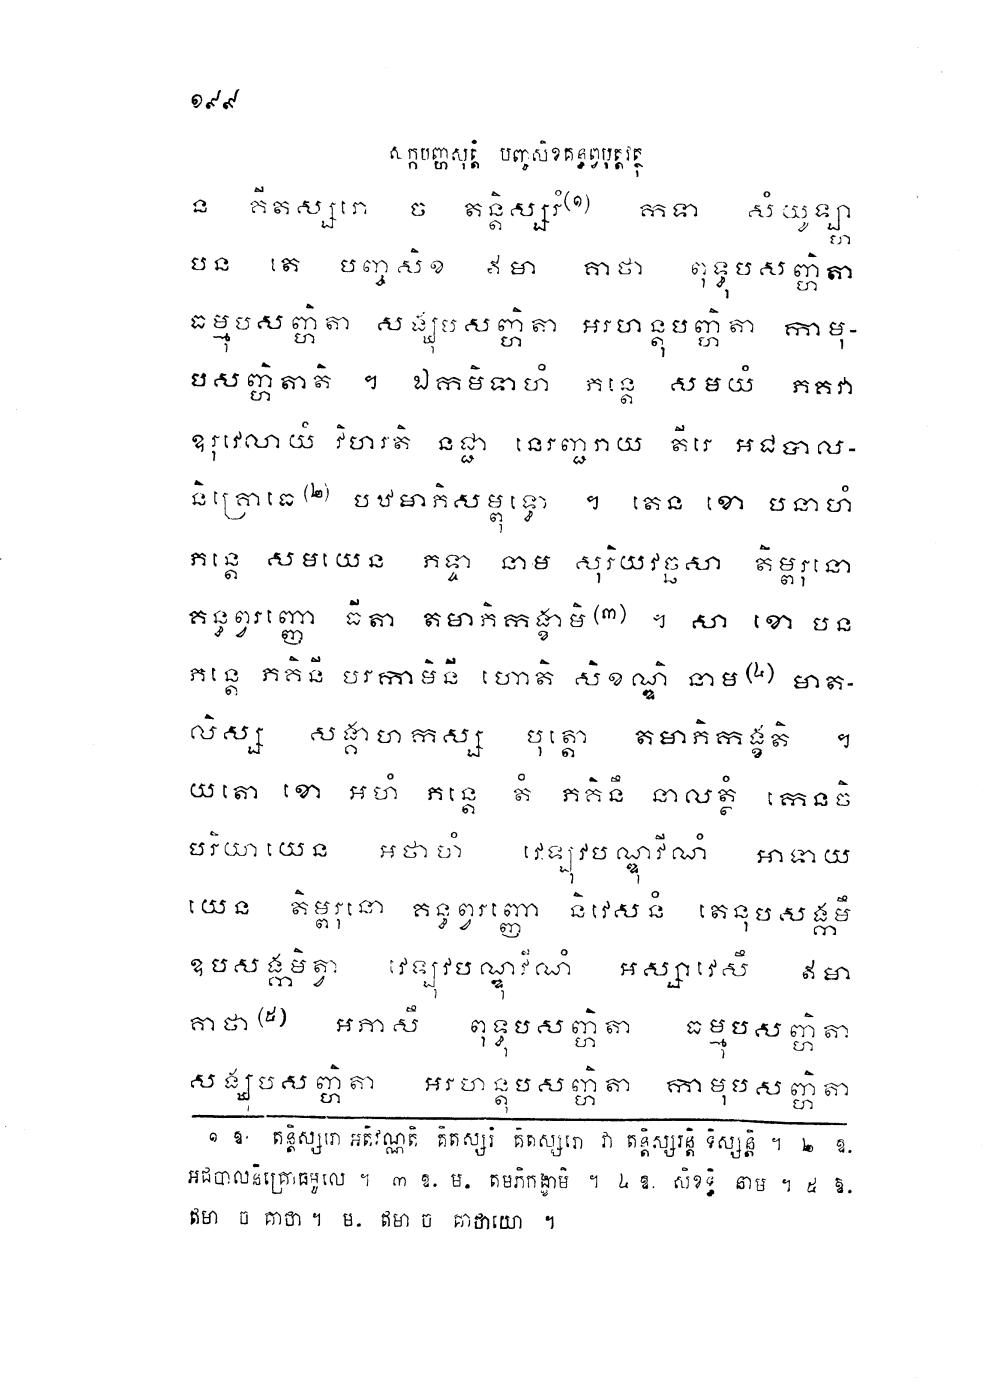 ១៩៩
សក្កបញ្ហសុត្តំ បញ្ចសិខគន្ធព្វបុត្តវត្ថុ
ន គីតស្សរោ ច តន្តិស្សរំ(១) កទា សំយូឡ្ហា
បន តេ បញ្ចសិខ ឥមា គាថា ពុទ្ធុបសញ្ហិតា
ធម្មុបសញ្ហិតា សង្ឃុបសញ្ហិតា អរហន្តុបញ្ហិតា កាមុ-
បសញ្ហិតាតិ ។ ឯកមិទាហំ ភន្តេ សមយំ ភគវា
ឧរុវេលាយំ វិហរតិ នជ្ជា នេរញ្ជរាយ តីរេ អជបាល-
និគ្រោធេ(២) បឋមាភិសម្ពុទ្ធោ ។ តេន ខោ បនាហំ
ភន្តេ សមយេន ភទ្ទា នាម សុរិយវច្ឆសា តិម្ពរុនោ
គន្ធព្វរញ្ញោ ធីតា តមាភិកង្ខាមិ(៣) ។ សា ខោ បន
ភន្តេ ភគិនី បរកាមិនី ហោតិ សិខណ្ឌិ នាម(៤) មាត-
លិស្ស សង្គាហកស្ស បុត្តោ តមាភិកង្ខតិ ។
យតោ ខោ អហំ ភន្តេ តំ ភគិនឹ នាលត្ថំ កេនចិ
បរិយាយេន អថាហំ វេឡុវបណ្ឌុវីណំ អាទាយ
យេន តិម្ពរុនោ គន្ធព្វរញ្ញោ និវេសនំ តេនុបសង្កមឹ
ឧបសង្កមិត្វា វេឡុវបណ្ឌុវីណំ អស្សាវេសឹ ឥមា
គាថា(៥) អភាសឹ ពុទ្ធុបសញ្ហិតា ធម្មុបសញ្ហិតា
សង្ឃុបសញ្ហិតា អរហន្តុបសញ្ហិតា កាមុបសញ្ហិតា
១ ឧ. តន្តិស្សរោ អតិវណ្ណតិ គីតស្សរំ គីតស្សរោ វា តន្តិស្សរន្តិ ទិស្សន្តិ ។ ២ ឧ.
អជបាលនិគ្រោធមូលេ ។ ៣ ឧ. ម. តមភិកង្ខាមិ ។ ៤ ឧ. សិខទ្ធិ នាម ។ ៥ ឱ.
ឥមា ច គាថា ។ ម. ឥមា ច គាថាយោ ។